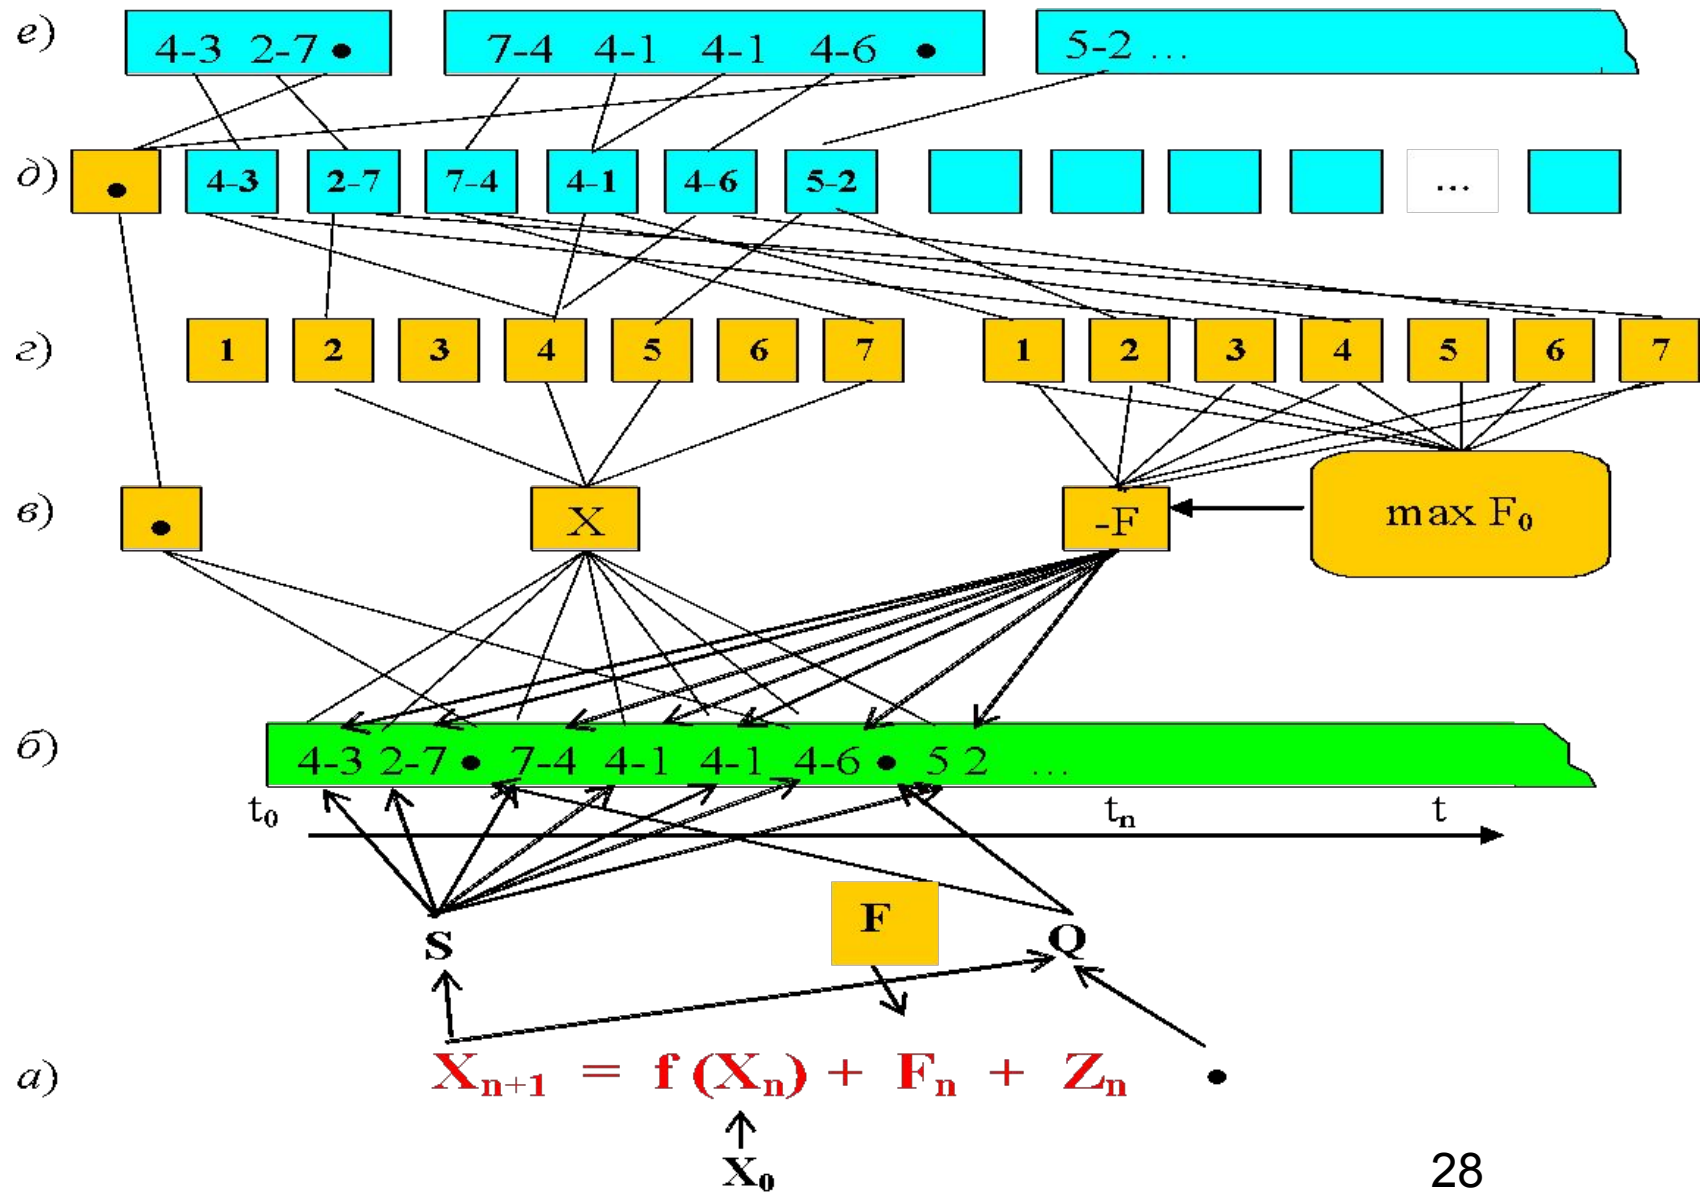 е) 4-3 2-7 • 7-4 4-1 4-1 4-6 • 5-2 ...
д) • 4-3 2-7 7-4 4-1 4-6 5-2 ...
г) 1 2 3 4 5 6 7 1 2 3 4 5 6 7
в) • X -F max F₀
б) 4-3 2-7 • 7-4 4-1 4-1 4-6 • 5 2 ...
t₀ tₙ t
F
S Q
а) Xₙ₊₁ = f (Xₙ) + Fₙ + Zₙ •
X₀
28